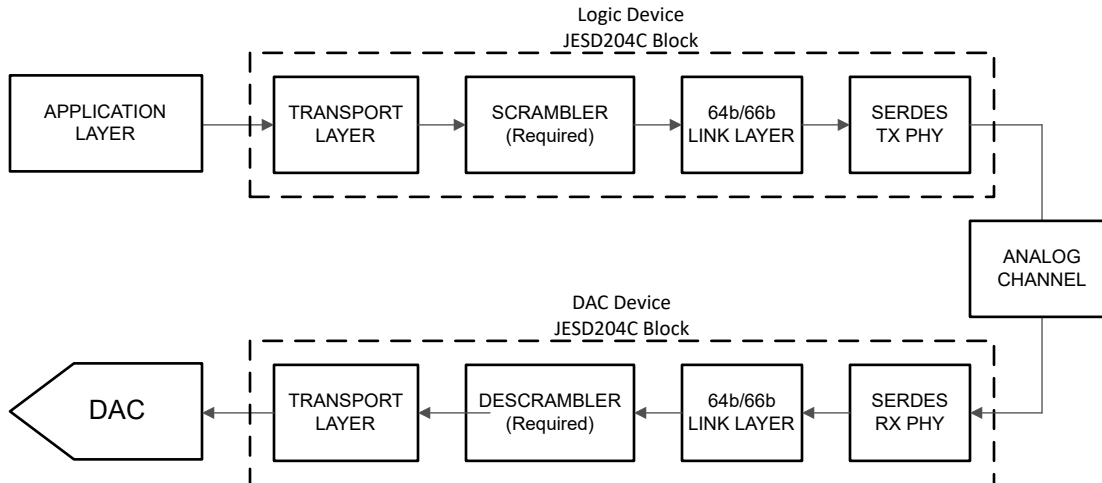 Logic Device
JESD204C Block
APPLICATION
LAYER
TRANSPORT
LAYER
SCRAMBLER
(Required)
64b/66b
LINK LAYER
SERDES
TX PHY
ANALOG
CHANNEL
DAC Device
JESD204C Block
DAC
TRANSPORT
LAYER
DESCRAMBLER
(Required)
64b/66b
LINK LAYER
SERDES
RX PHY